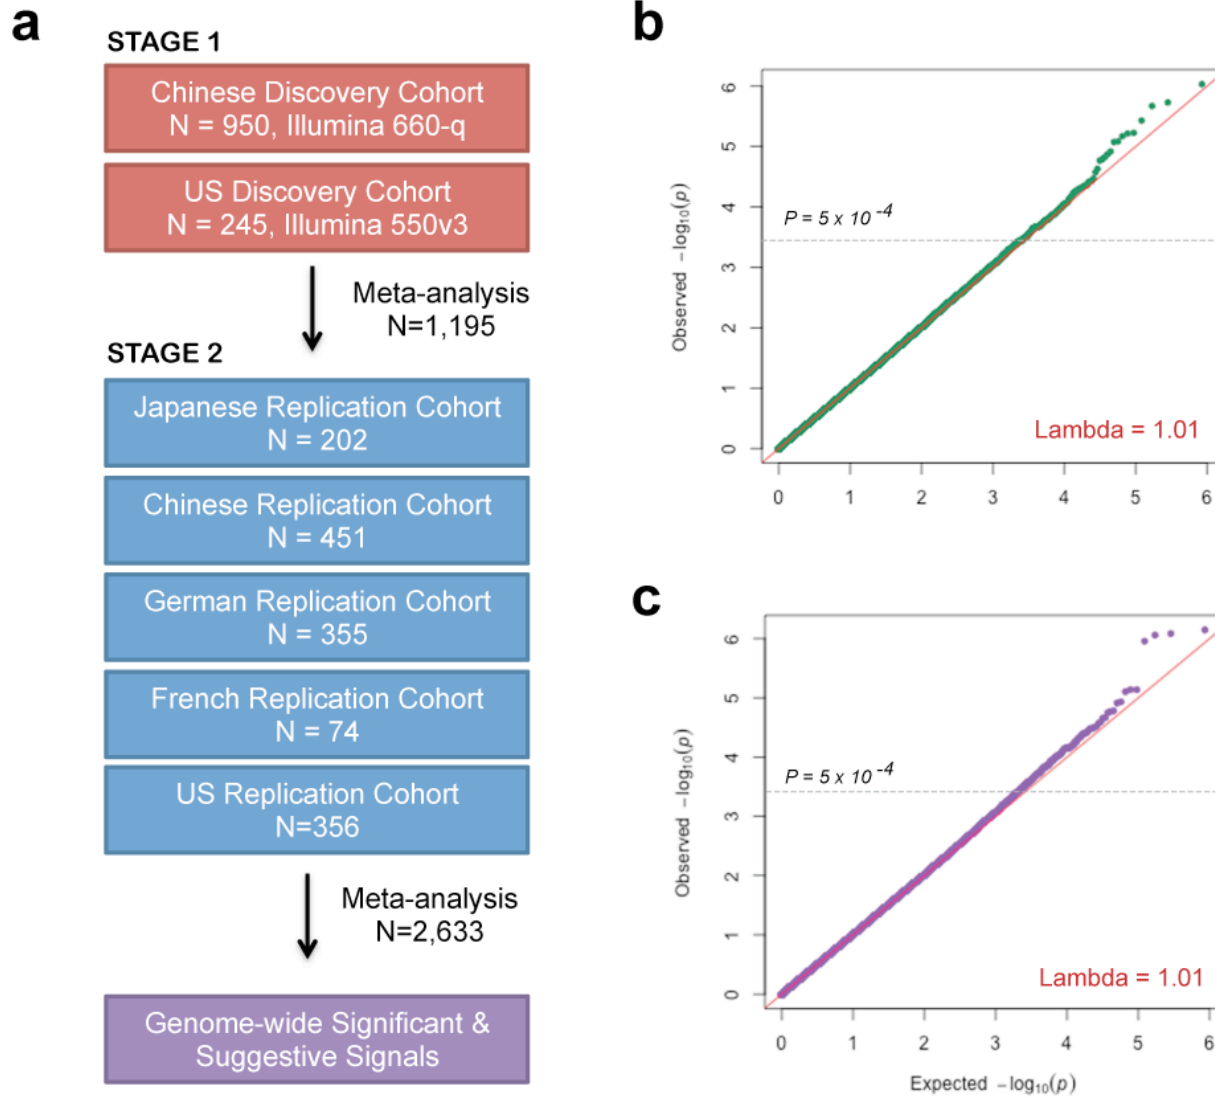 a
STAGE 1
Chinese Discovery Cohort
N = 950, Illumina 660-q
US Discovery Cohort
N = 245, Illumina 550v3
Meta-analysis
N=1,195
STAGE 2
Japanese Replication Cohort
N = 202
Chinese Replication Cohort
N = 451
German Replication Cohort
N = 355
French Replication Cohort
N = 74
US Replication Cohort
N=356
Meta-analysis
N=2,633
Genome-wide Significant &
Suggestive Signals
b
Observed −log₁₀(p)
6
5
4
3
2
1
0
P = 5 x 10⁻⁴
Lambda = 1.01
0 1 2 3 4 5 6
c
Observed −log₁₀(p)
6
5
4
3
2
1
0
P = 5 x 10⁻⁴
Lambda = 1.01
0 1 2 3 4 5 6
Expected −log₁₀(p)